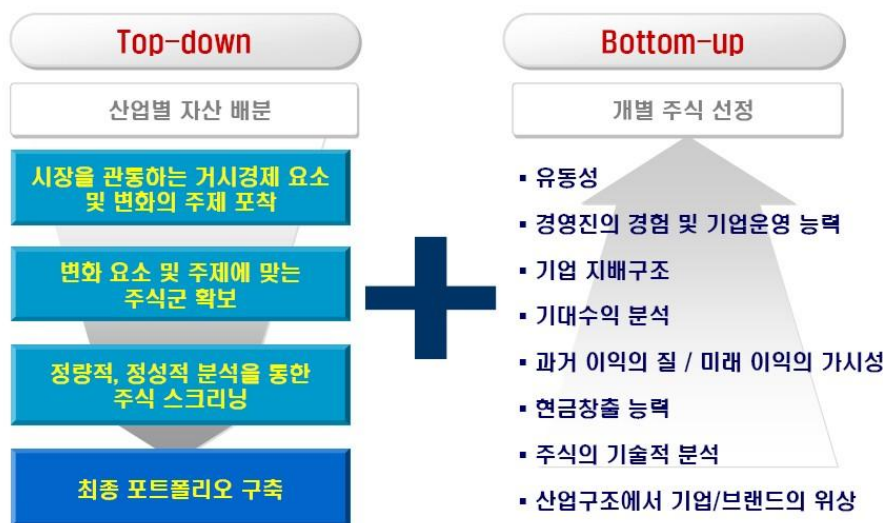 Top-down
산업별 자산 배분
시장을 관통하는 거시경제 요소
및 변화의 주제 포착
변화 요소 및 주제에 맞는
주식군 확보
정량적, 정성적 분석을 통한
주식 스크리닝
최종 포트폴리오 구축
Bottom-up
개별 주식 선정
▪ 유동성
▪ 경영진의 경험 및 기업운영 능력
▪ 기업 지배구조
▪ 기대수익 분석
▪ 과거 이익의 질 / 미래 이익의 가시성
▪ 현금창출 능력
▪ 주식의 기술적 분석
▪ 산업구조에서 기업/브랜드의 위상